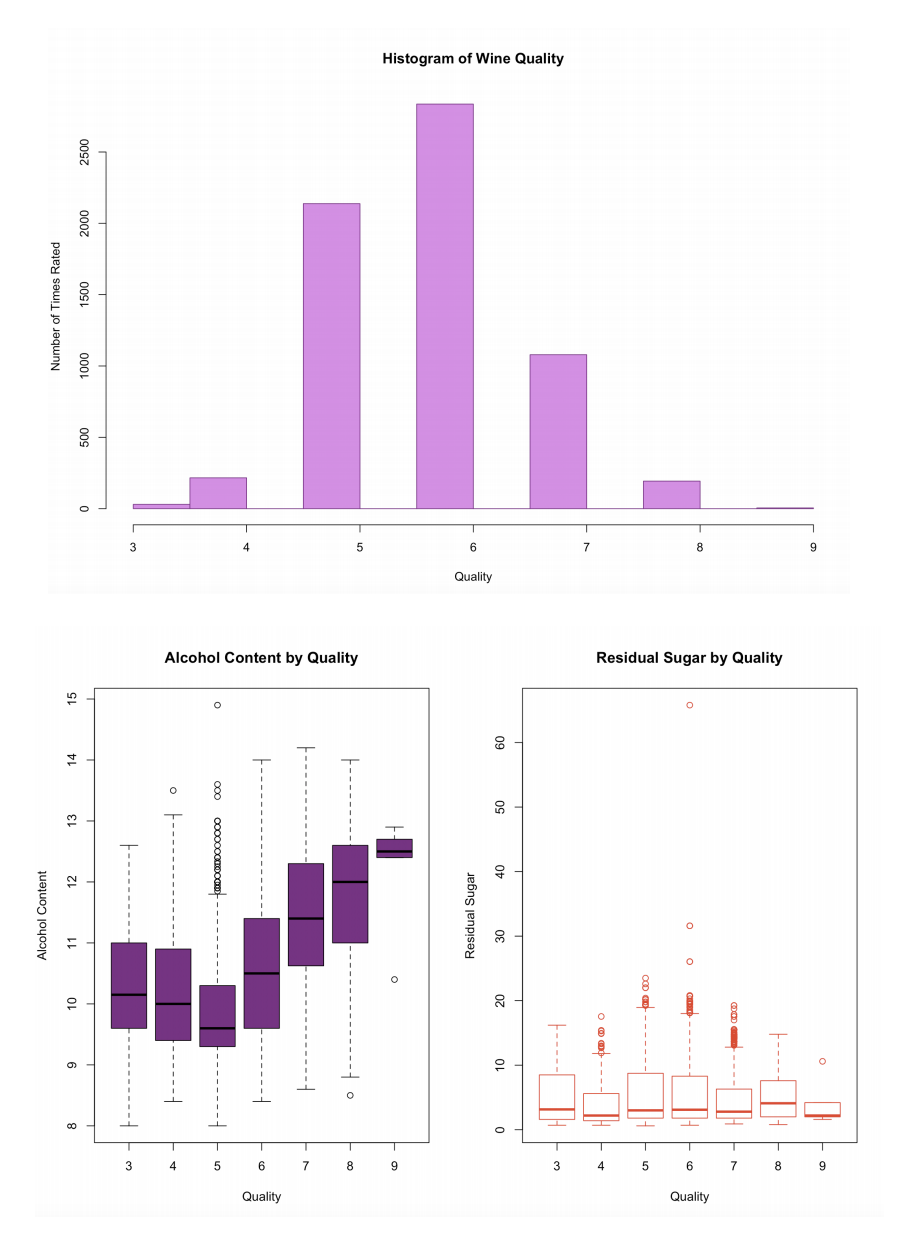 Histogram of Wine Quality
Number of Times Rated
2500
2000
1500
1000
500
0
3 4 5 6 7 8 9
Quality
Alcohol Content by Quality
Alcohol Content
15
14
13
12
11
10
9
8
3 4 5 6 7 8 9
Quality
Residual Sugar by Quality
Residual Sugar
60
50
40
30
20
10
0
3 4 5 6 7 8 9
Quality